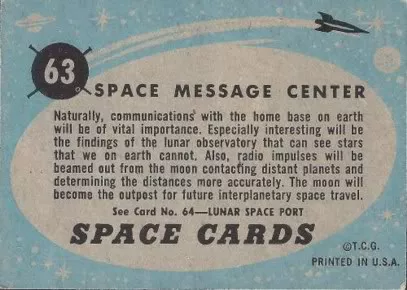 63
SPACE MESSAGE CENTER
Naturally, communications with the home base on earth
will be of vital importance. Especially interesting will be
the findings of the lunar observatory that can see stars
that we on earth cannot. Also, radio impulses will be
beamed out from the moon contacting distant planets and
determining the distances more accurately. The moon will
become the outpost for future interplanetary space travel.
See Card No. 64—LUNAR SPACE PORT
SPACE CARDS
©T.C.G.
PRINTED IN U.S.A.